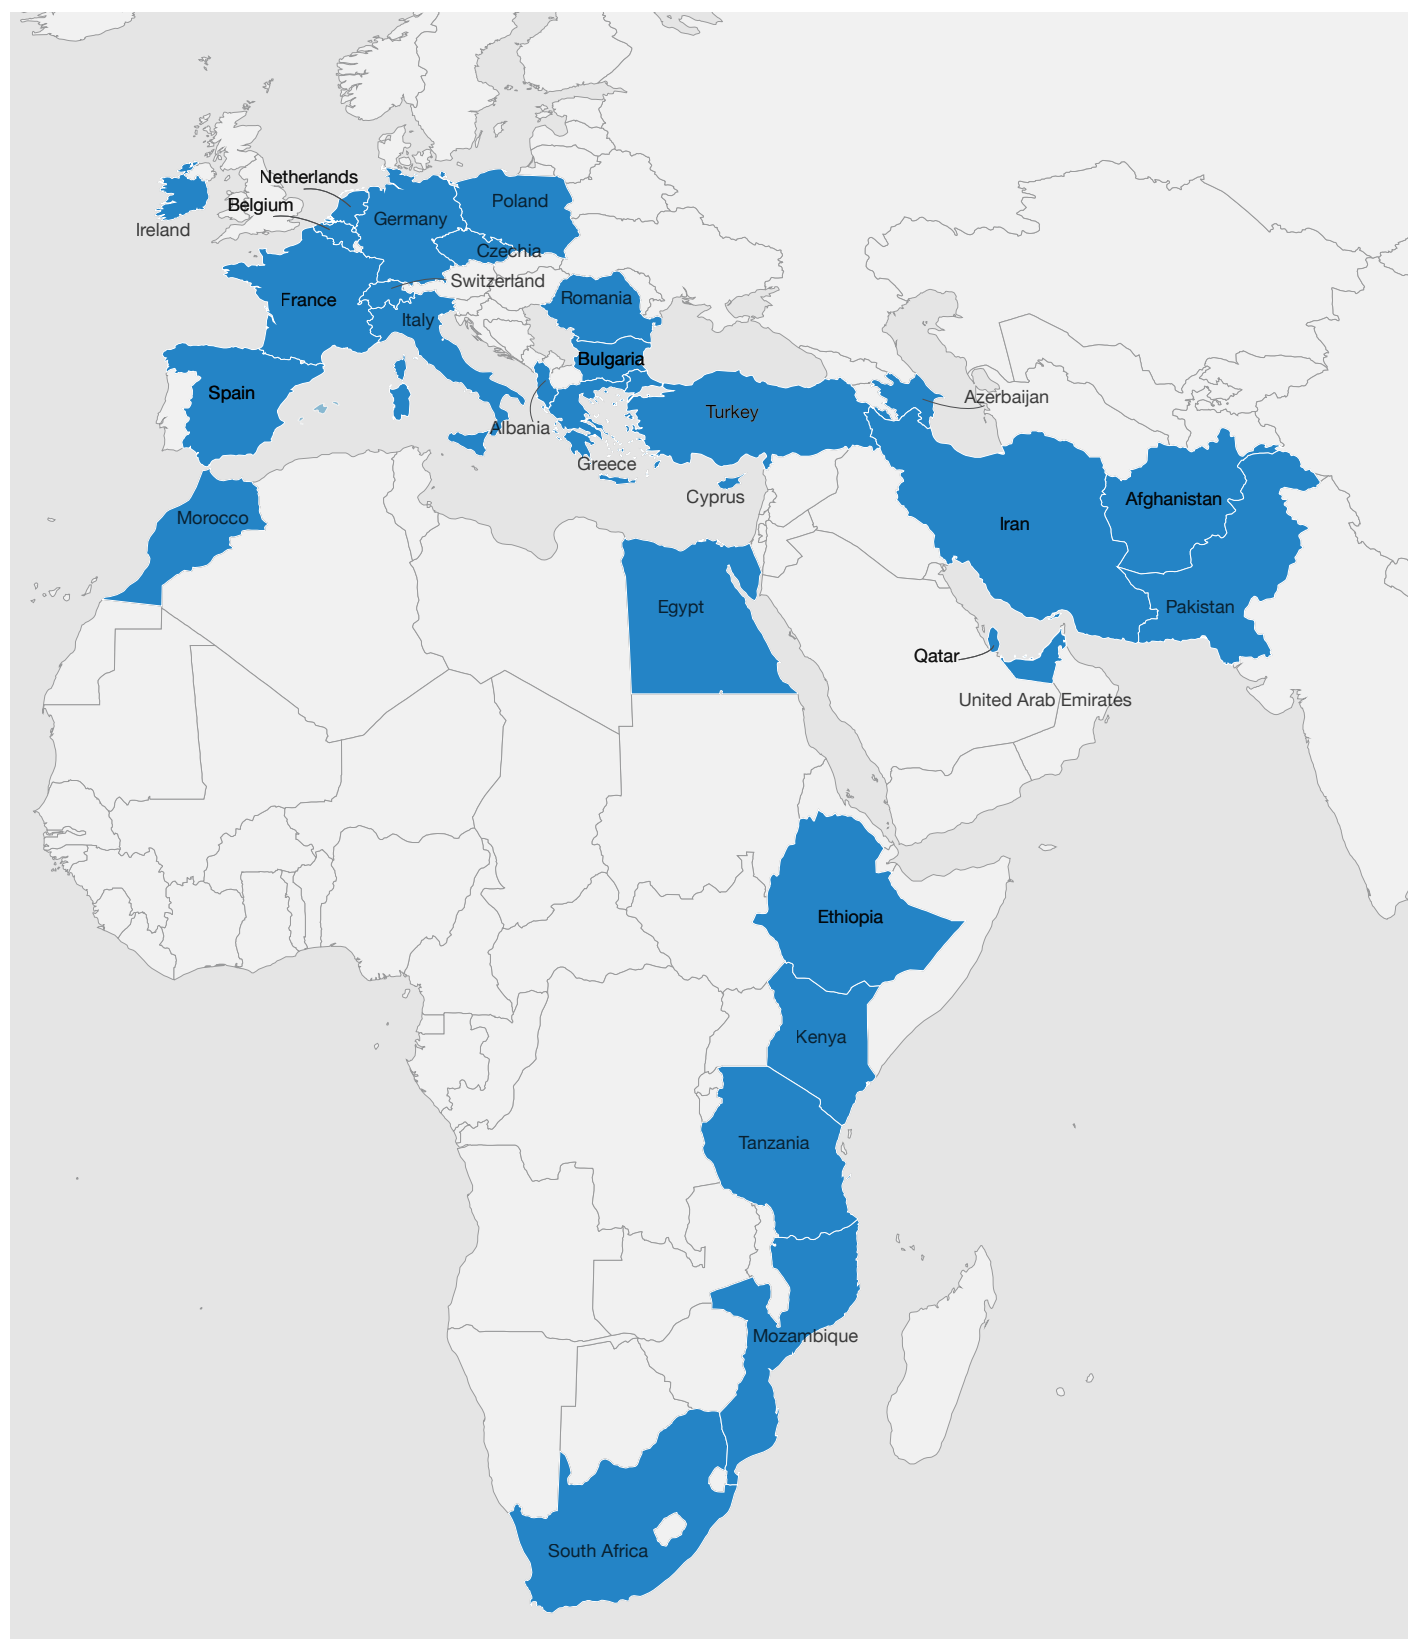 Netherlands
Belgium
Poland
Germany
Ireland
Czechia
Switzerland
France
Romania
Italy
Bulgaria
Spain
Azerbaijan
Turkey
Albania
Greece
Cyprus
Afghanistan
Morocco
Iran
Egypt
Pakistan
Qatar
United Arab Emirates
Ethiopia
Kenya
Tanzania
Mozambique
South Africa